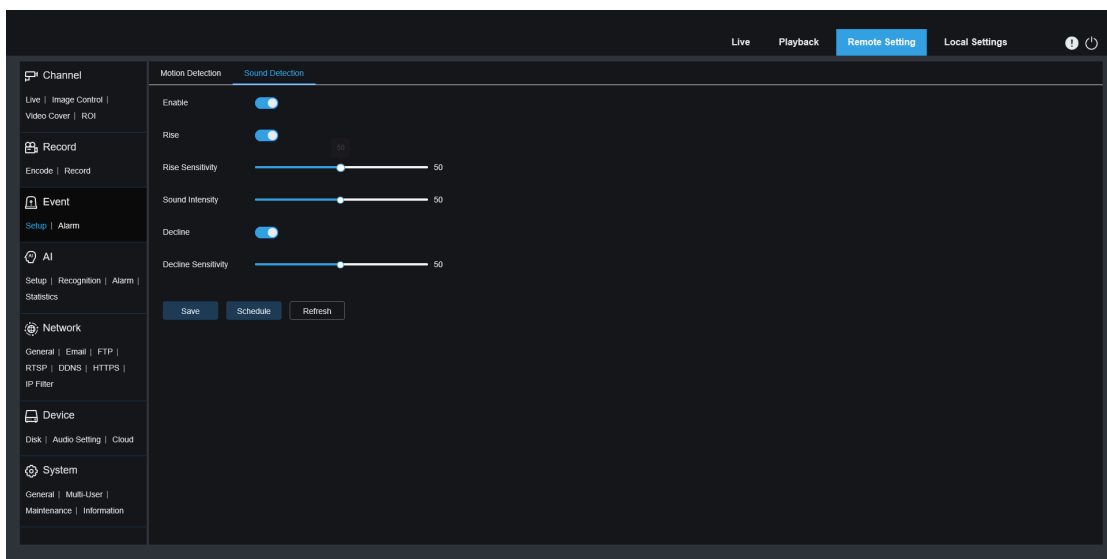 Live Playback Remote Setting Local Settings
Channel
Live | Image Control |
Video Cover | ROI
Record
Encode | Record
Event
Setup | Alarm
AI
Setup | Recognition | Alarm |
Statistics
Network
General | Email | FTP |
RTSP | DDNS | HTTPS |
IP Filter
Device
Disk | Audio Setting | Cloud
System
General | Multi-User |
Maintenance | Information
Motion Detection Sound Detection
Enable
Rise
Rise Sensitivity 50
Sound Intensity 50
Decline
Decline Sensitivity 50
Save Schedule Refresh